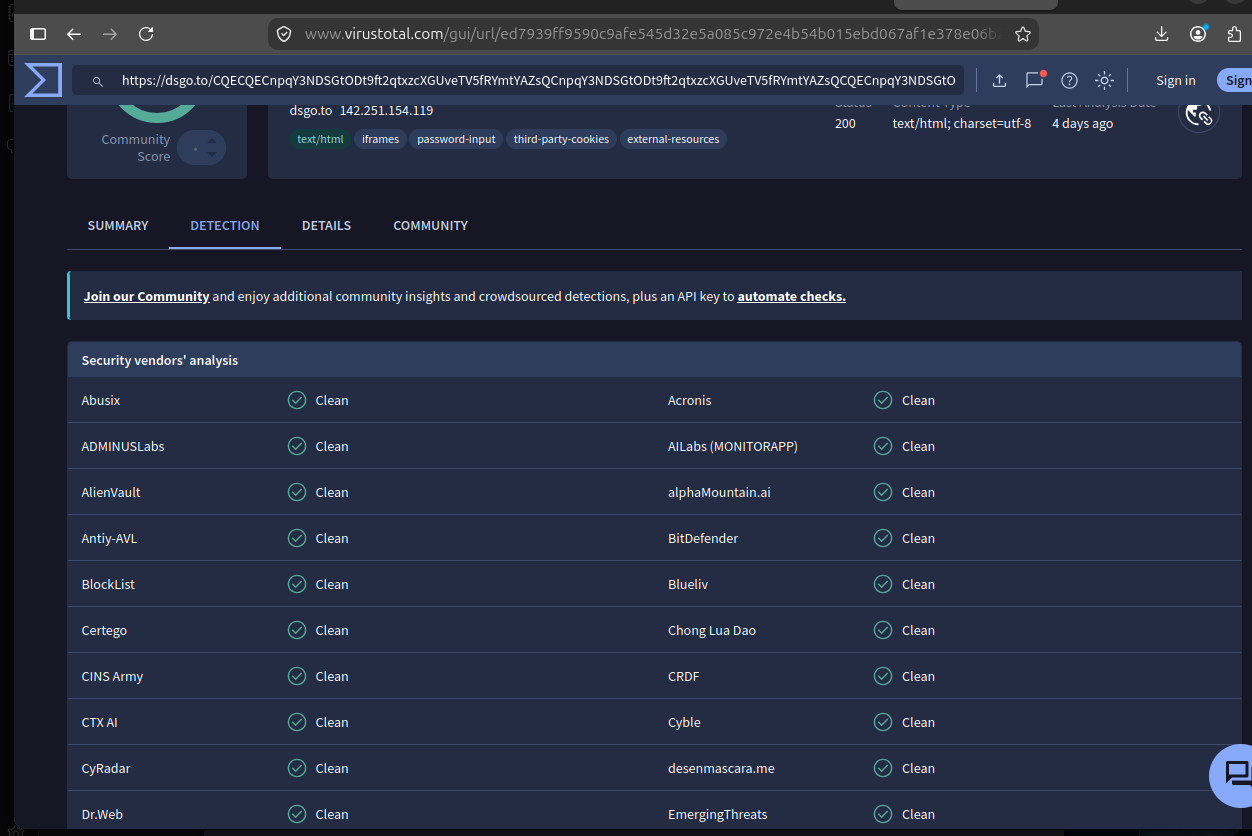 www.virustotal.com/gui/url/ed7939ff9590c9afe545d32e5a085c972e4b54b015ebd067af1e378e06b
https://dsgo.to/CQECQECnpqY3NDSGtODt9ft2qtxzcXGUveTV5fRYmtYAZsQCnpqY3NDSGtODt9ft2qtxzcXGUveTV5fRYmtYAZsQCQECnpqY3NDSGtO
Sign in
Sign
dsgo.to 142.251.154.119
Status
Content Type
Last Analysis Date
200
text/html; charset=utf-8
4 days ago
Community
Score
text/html
iframes
password-input
third-party-cookies
external-resources
SUMMARY
DETECTION
DETAILS
COMMUNITY
Join our Community and enjoy additional community insights and crowdsourced detections, plus an API key to automate checks.
Security vendors' analysis
Abusix Clean Acronis Clean
ADMINUSLabs Clean AILabs (MONITORAPP) Clean
AlienVault Clean alphaMountain.ai Clean
Antiy-AVL Clean BitDefender Clean
BlockList Clean Blueliv Clean
Certego Clean Chong Lua Dao Clean
CINS Army Clean CRDF Clean
CTX AI Clean Cyble Clean
CyRadar Clean desenmascara.me Clean
Dr.Web Clean EmergingThreats Clean